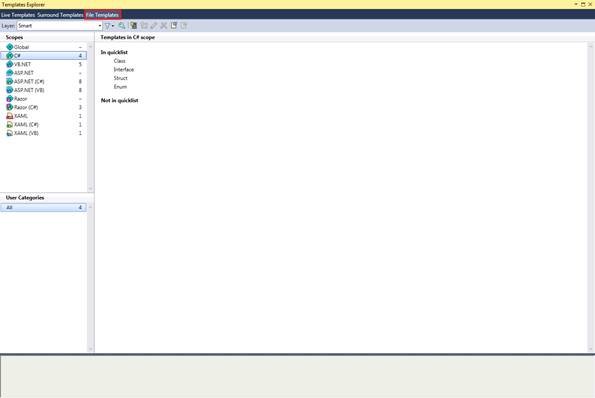 Templates Explorer
Live Templates Surround Templates File Templates
Layer: Smart
Scopes
Global –
C# 4
VB.NET 5
ASP.NET –
ASP.NET (C#) 8
ASP.NET (VB) 8
Razor –
Razor (C#) 3
XAML 1
XAML (C#) 1
XAML (VB) 1
User Categories
All 4
Templates in C# scope
In quicklist
Class
Interface
Struct
Enum
Not in quicklist